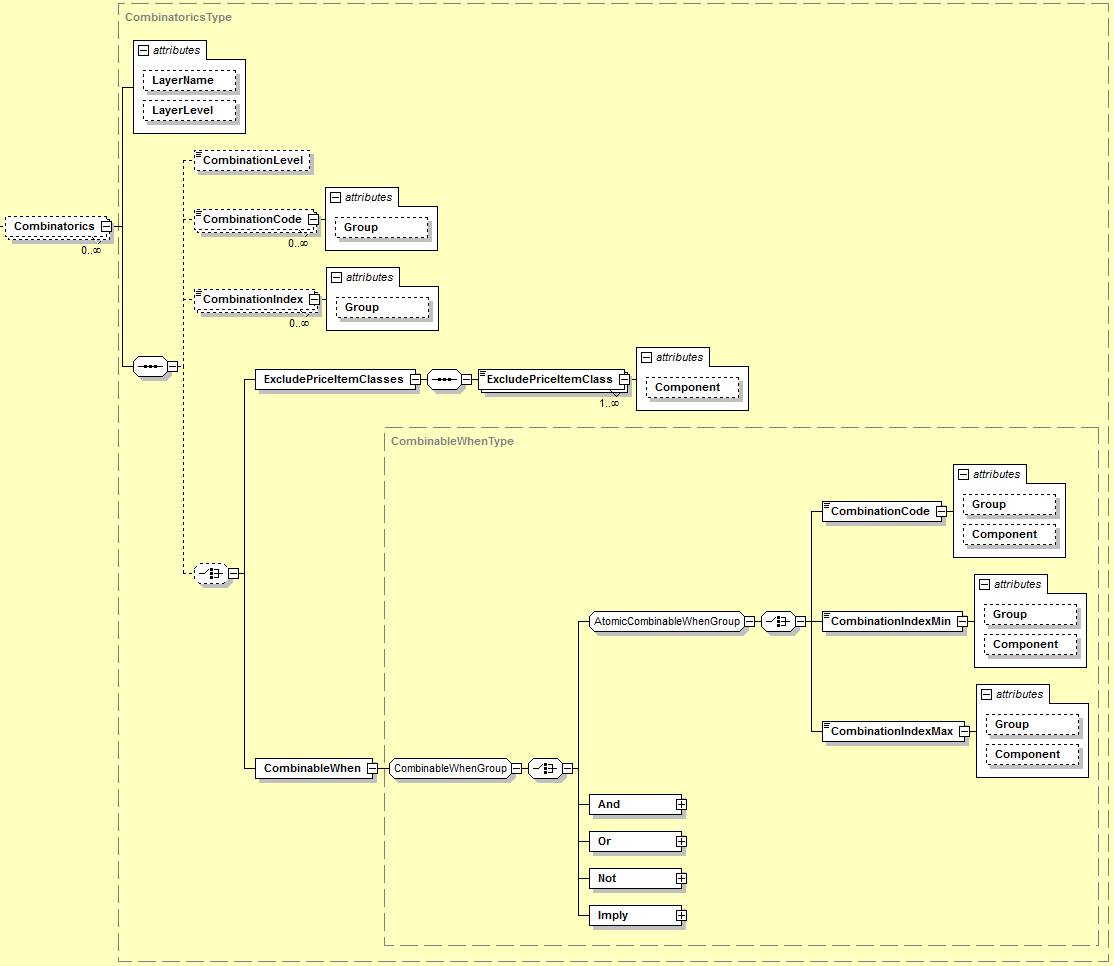 CombinatoricsType
attributes
LayerName
LayerLevel
CombinationLevel
Combinatorics
0..∞
CombinationCode
0..∞
attributes
Group
CombinationIndex
0..∞
attributes
Group
ExcludePriceItemClasses
ExcludePriceItemClass
1..∞
attributes
Component
CombinableWhenType
CombinationCode
attributes
Group
Component
AtomicCombinableWhenGroup
CombinationIndexMin
attributes
Group
Component
CombinationIndexMax
attributes
Group
Component
CombinableWhen
CombinableWhenGroup
And
Or
Not
Imply